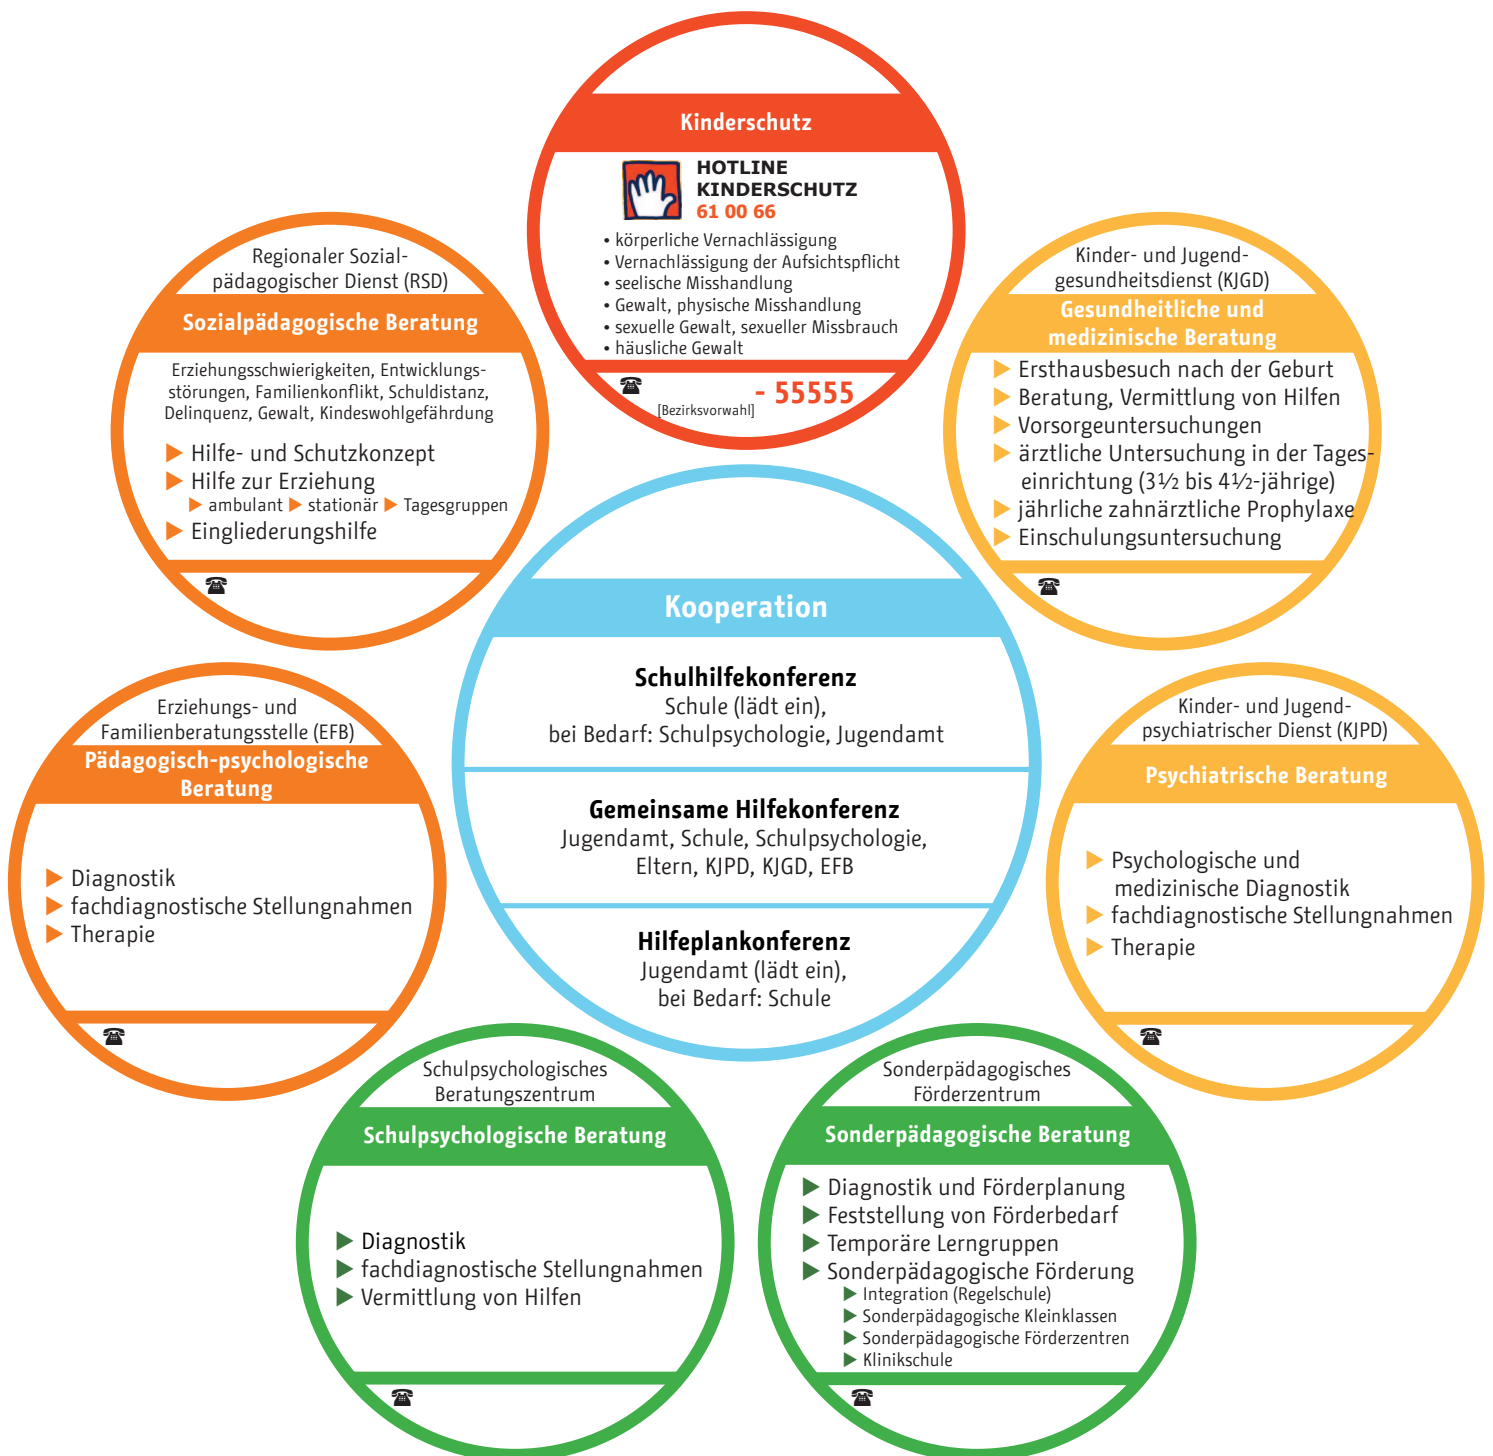 Kinderschutz
HOTLINE
KINDERSCHUTZ
61 00 66
• körperliche Vernachlässigung
• Vernachlässigung der Aufsichtspflicht
• seelische Misshandlung
• Gewalt, physische Misshandlung
• sexuelle Gewalt, sexueller Missbrauch
• häusliche Gewalt
☎ [Bezirksvorwahl] - 55555
Regionaler Sozial-
pädagogischer Dienst (RSD)
Sozialpädagogische Beratung
Erziehungsschwierigkeiten, Entwicklungs-
störungen, Familienkonflikt, Schuldistanz,
Delinquenz, Gewalt, Kindeswohlgefährdung
▶ Hilfe- und Schutzkonzept
▶ Hilfe zur Erziehung
▶ ambulant ▶ stationär ▶ Tagesgruppen
▶ Eingliederungshilfe
☎
Kinder- und Jugend-
gesundheitsdienst (KJGD)
Gesundheitliche und
medizinische Beratung
▶ Ersthausbesuch nach der Geburt
▶ Beratung, Vermittlung von Hilfen
▶ Vorsorgeuntersuchungen
▶ ärztliche Untersuchung in der Tages-
einrichtung (3½ bis 4½-jährige)
▶ jährliche zahnärztliche Prophylaxe
▶ Einschulungsuntersuchung
☎
Kooperation
Schulhilfekonferenz
Schule (lädt ein),
bei Bedarf: Schulpsychologie, Jugendamt
Gemeinsame Hilfekonferenz
Jugendamt, Schule, Schulpsychologie,
Eltern, KJPD, KJGD, EFB
Hilfeplankonferenz
Jugendamt (lädt ein),
bei Bedarf: Schule
Erziehungs- und
Familienberatungsstelle (EFB)
Pädagogisch-psychologische
Beratung
▶ Diagnostik
▶ fachdiagnostische Stellungnahmen
▶ Therapie
☎
Kinder- und Jugend-
psychiatrischer Dienst (KJPD)
Psychiatrische Beratung
▶ Psychologische und
medizinische Diagnostik
▶ fachdiagnostische Stellungnahmen
▶ Therapie
☎
Schulpsychologisches
Beratungszentrum
Schulpsychologische Beratung
▶ Diagnostik
▶ fachdiagnostische Stellungnahmen
▶ Vermittlung von Hilfen
☎
Sonderpädagogisches
Förderzentrum
Sonderpädagogische Beratung
▶ Diagnostik und Förderplanung
▶ Feststellung von Förderbedarf
▶ Temporäre Lerngruppen
▶ Sonderpädagogische Förderung
▶ Integration (Regelschule)
▶ Sonderpädagogische Kleinklassen
▶ Sonderpädagogische Förderzentren
▶ Klinikschule
☎